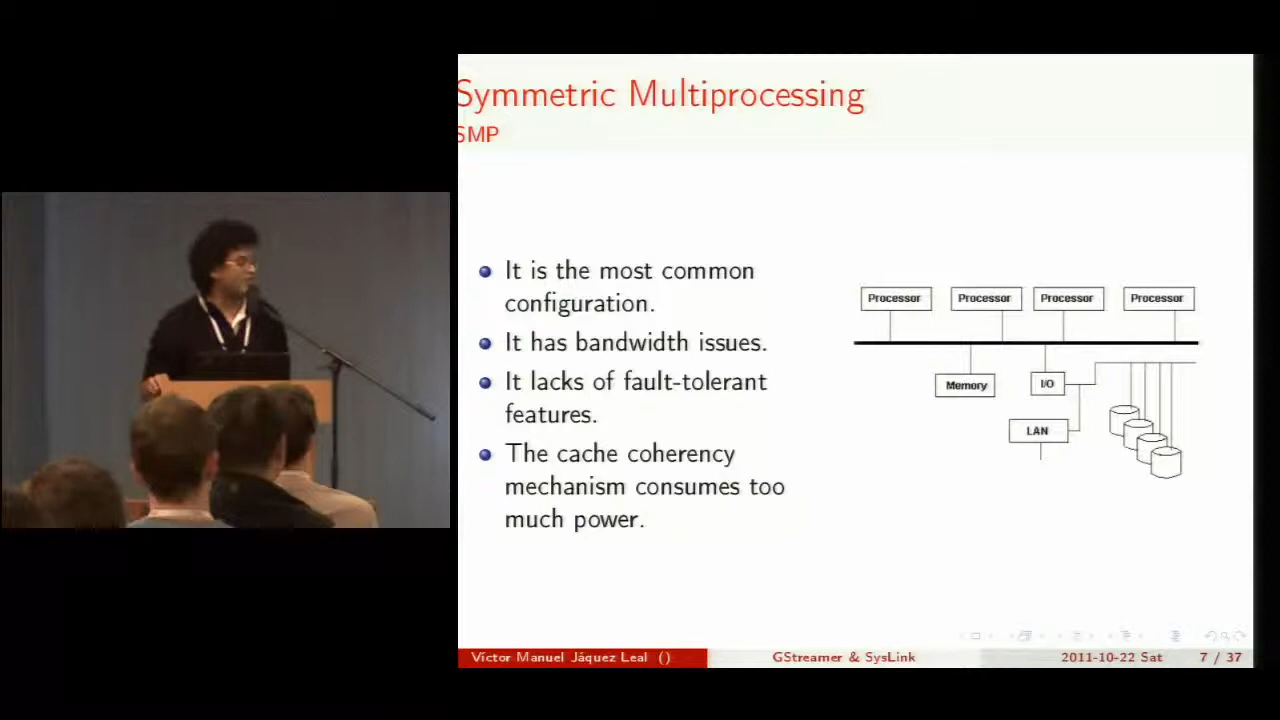 Symmetric Multiprocessing
SMP
It is the most common
configuration.
It has bandwidth issues.
It lacks of fault-tolerant
features.
The cache coherency
mechanism consumes too
much power.
Processor Processor Processor Processor
Memory I/O
LAN
Víctor Manuel Jáquez Leal () GStreamer & SysLink 2011-10-22 Sat 7 / 37